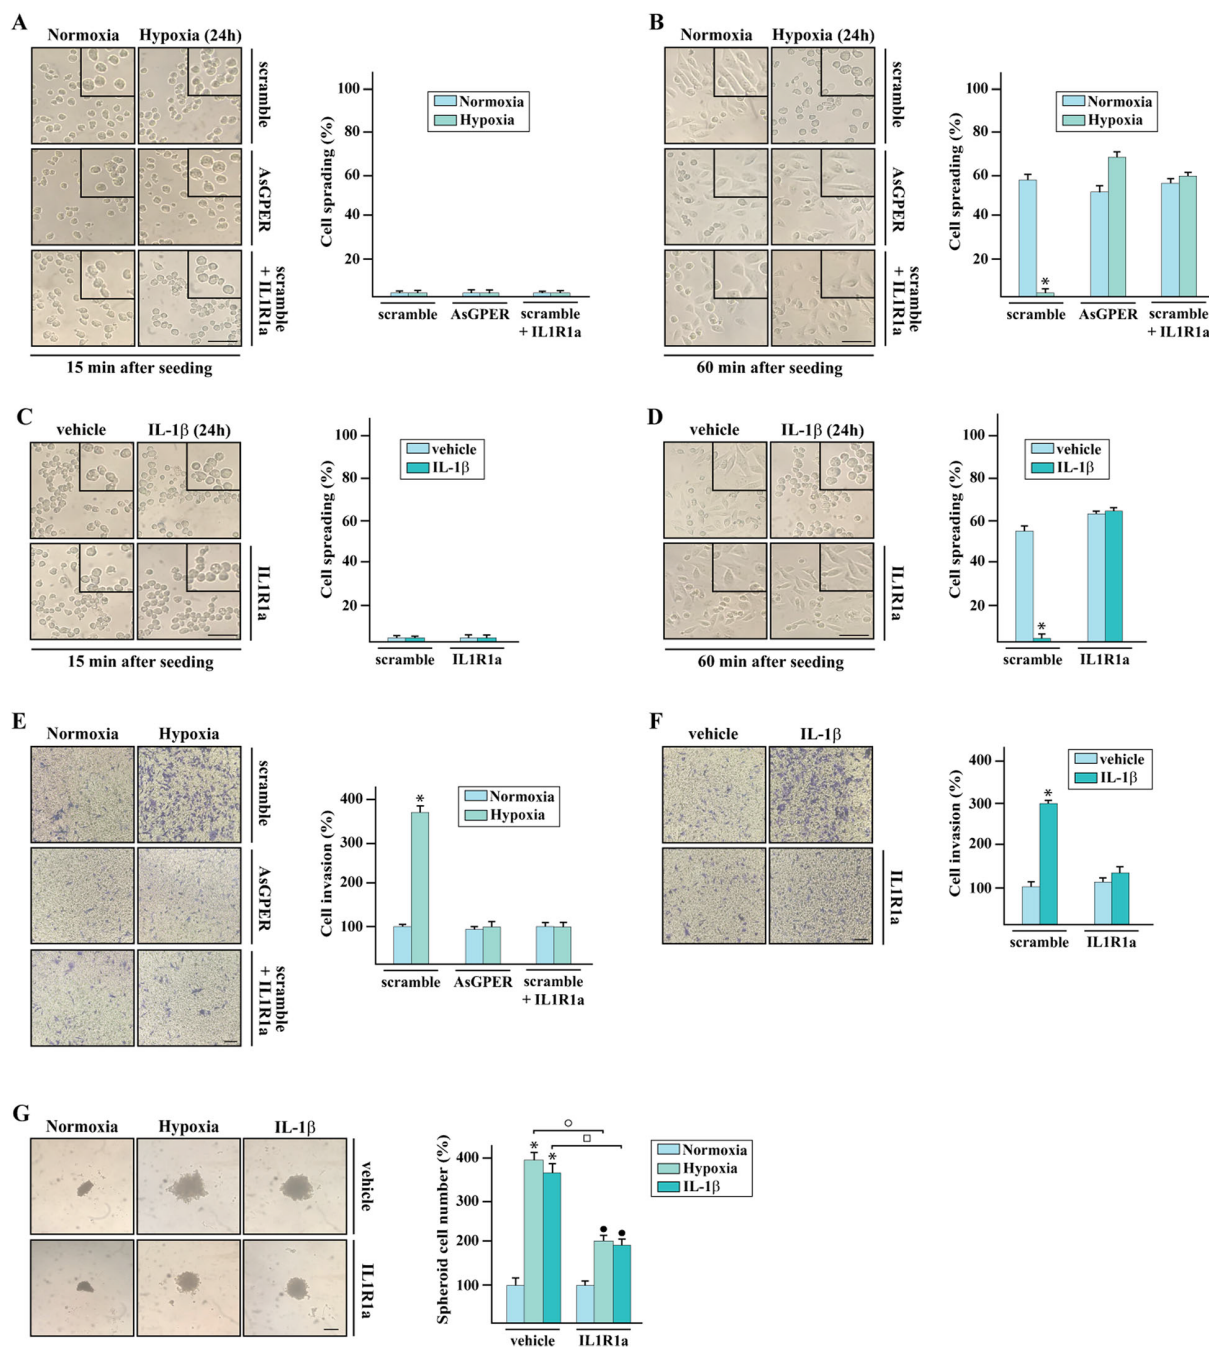 A
Normoxia Hypoxia (24h)
scramble
AsGPER
scramble
+ IL1R1a
15 min after seeding
Cell spreading (%)
100
80
60
40
20
Normoxia
Hypoxia
scramble AsGPER scramble
+ IL1R1a
B
Normoxia Hypoxia (24h)
scramble
AsGPER
scramble
+ IL1R1a
60 min after seeding
Cell spreading (%)
100
80
60
40
20
Normoxia
Hypoxia
*
scramble AsGPER scramble
+ IL1R1a
C
vehicle IL-1β (24h)
IL1R1a
15 min after seeding
Cell spreading (%)
100
80
60
40
20
vehicle
IL-1β
scramble IL1R1a
D
vehicle IL-1β (24h)
IL1R1a
60 min after seeding
Cell spreading (%)
100
80
60
40
20
vehicle
IL-1β
*
scramble IL1R1a
E
Normoxia Hypoxia
scramble
AsGPER
scramble
+ IL1R1a
Cell invasion (%)
400
300
200
100
Normoxia
Hypoxia
*
scramble AsGPER scramble
+ IL1R1a
F
vehicle IL-1β
IL1R1a
Cell invasion (%)
400
300
200
100
vehicle
IL-1β
*
scramble IL1R1a
G
Normoxia Hypoxia IL-1β
vehicle
IL1R1a
Spheroid cell number (%)
400
300
200
100
* *
Normoxia
Hypoxia
IL-1β
vehicle IL1R1a